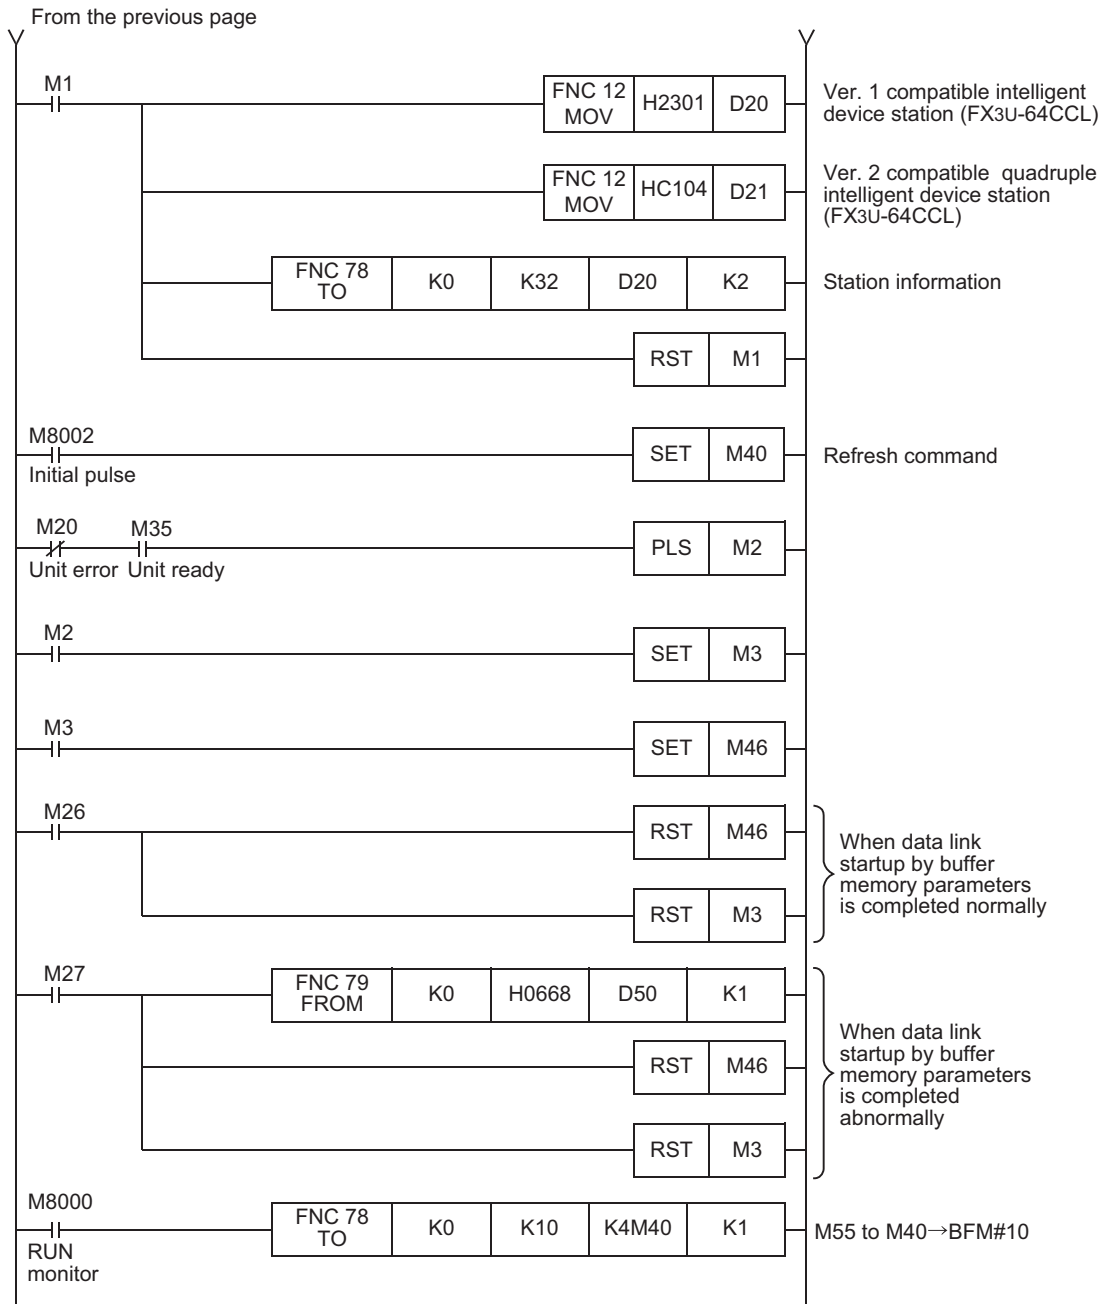 From the previous page
M1
FNC 12
MOV
H2301
D20
Ver. 1 compatible intelligent
device station (FX3U-64CCL)
FNC 12
MOV
HC104
D21
Ver. 2 compatible quadruple
intelligent device station
(FX3U-64CCL)
FNC 78
TO
K0
K32
D20
K2
Station information
RST
M1
M8002
Initial pulse
SET
M40
Refresh command
M20
Unit error
M35
Unit ready
PLS
M2
M2
SET
M3
M3
SET
M46
M26
RST
M46
RST
M3
When data link
startup by buffer
memory parameters
is completed normally
M27
FNC 79
FROM
K0
H0668
D50
K1
RST
M46
RST
M3
When data link
startup by buffer
memory parameters
is completed
abnormally
M8000
RUN
monitor
FNC 78
TO
K0
K10
K4M40
K1
M55 to M40→BFM#10